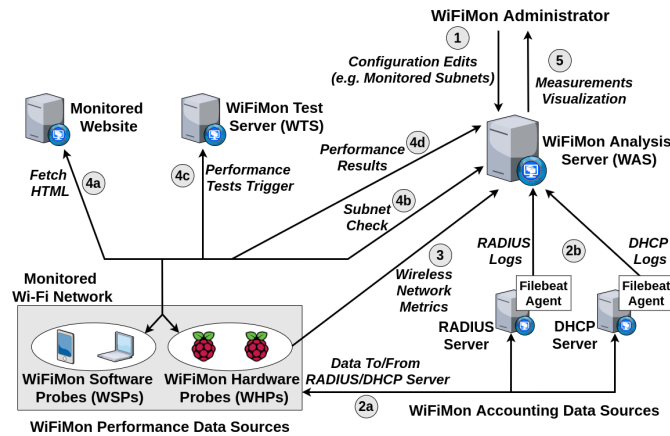 WiFiMon Administrator
1
Configuration Edits
(e.g. Monitored Subnets)
5
Measurements
Visualization
Monitored
Website
WiFiMon Test
Server (WTS)
WiFiMon Analysis
Server (WAS)
Fetch
HTML
4a
4c
Performance
Tests Trigger
Performance
Results
4d
Subnet
Check
4b
3
Wireless
Network
Metrics
RADIUS
Logs
2b
DHCP
Logs
Filebeat
Agent
Filebeat
Agent
RADIUS
Server
DHCP
Server
Monitored
Wi-Fi Network
WiFiMon Software
Probes (WSPs)
WiFiMon Hardware
Probes (WHPs)
Data To/From
RADIUS/DHCP Server
2a
WiFiMon Accounting Data Sources
WiFiMon Performance Data Sources